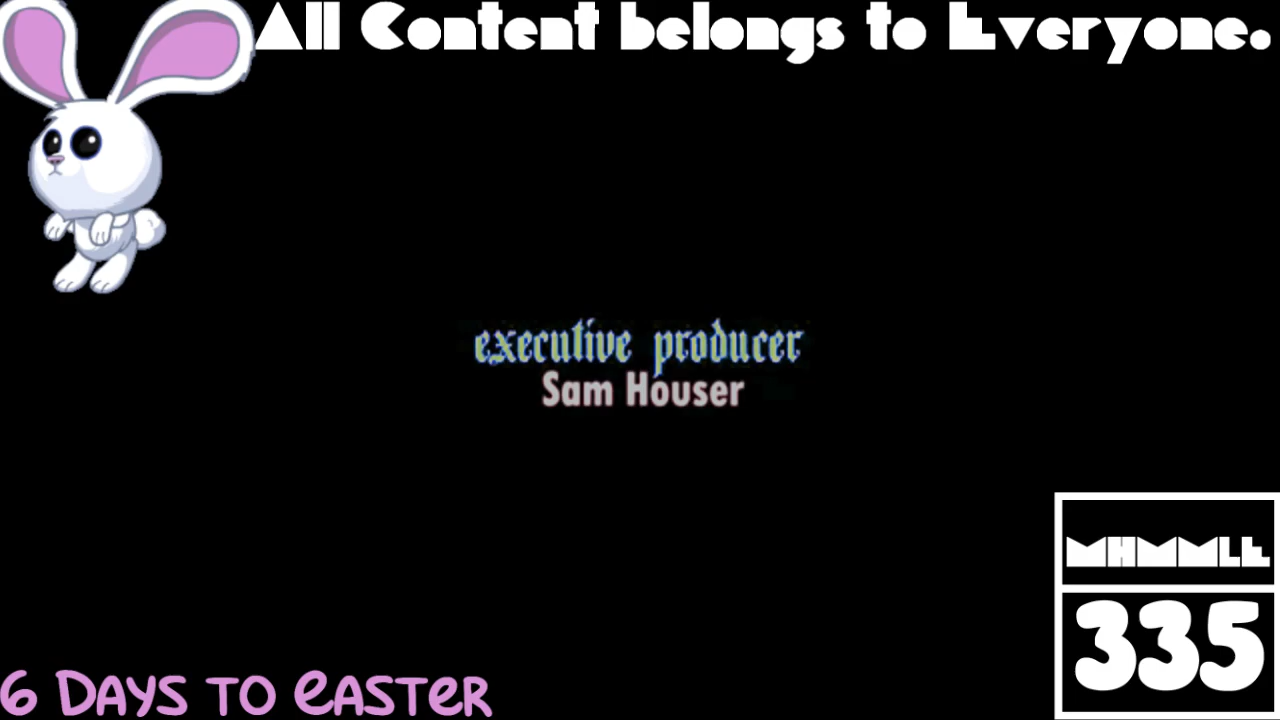 All Content belongs to Everyone.
executive producer
Sam Houser
MHMMLE
335
6 Days to Easter